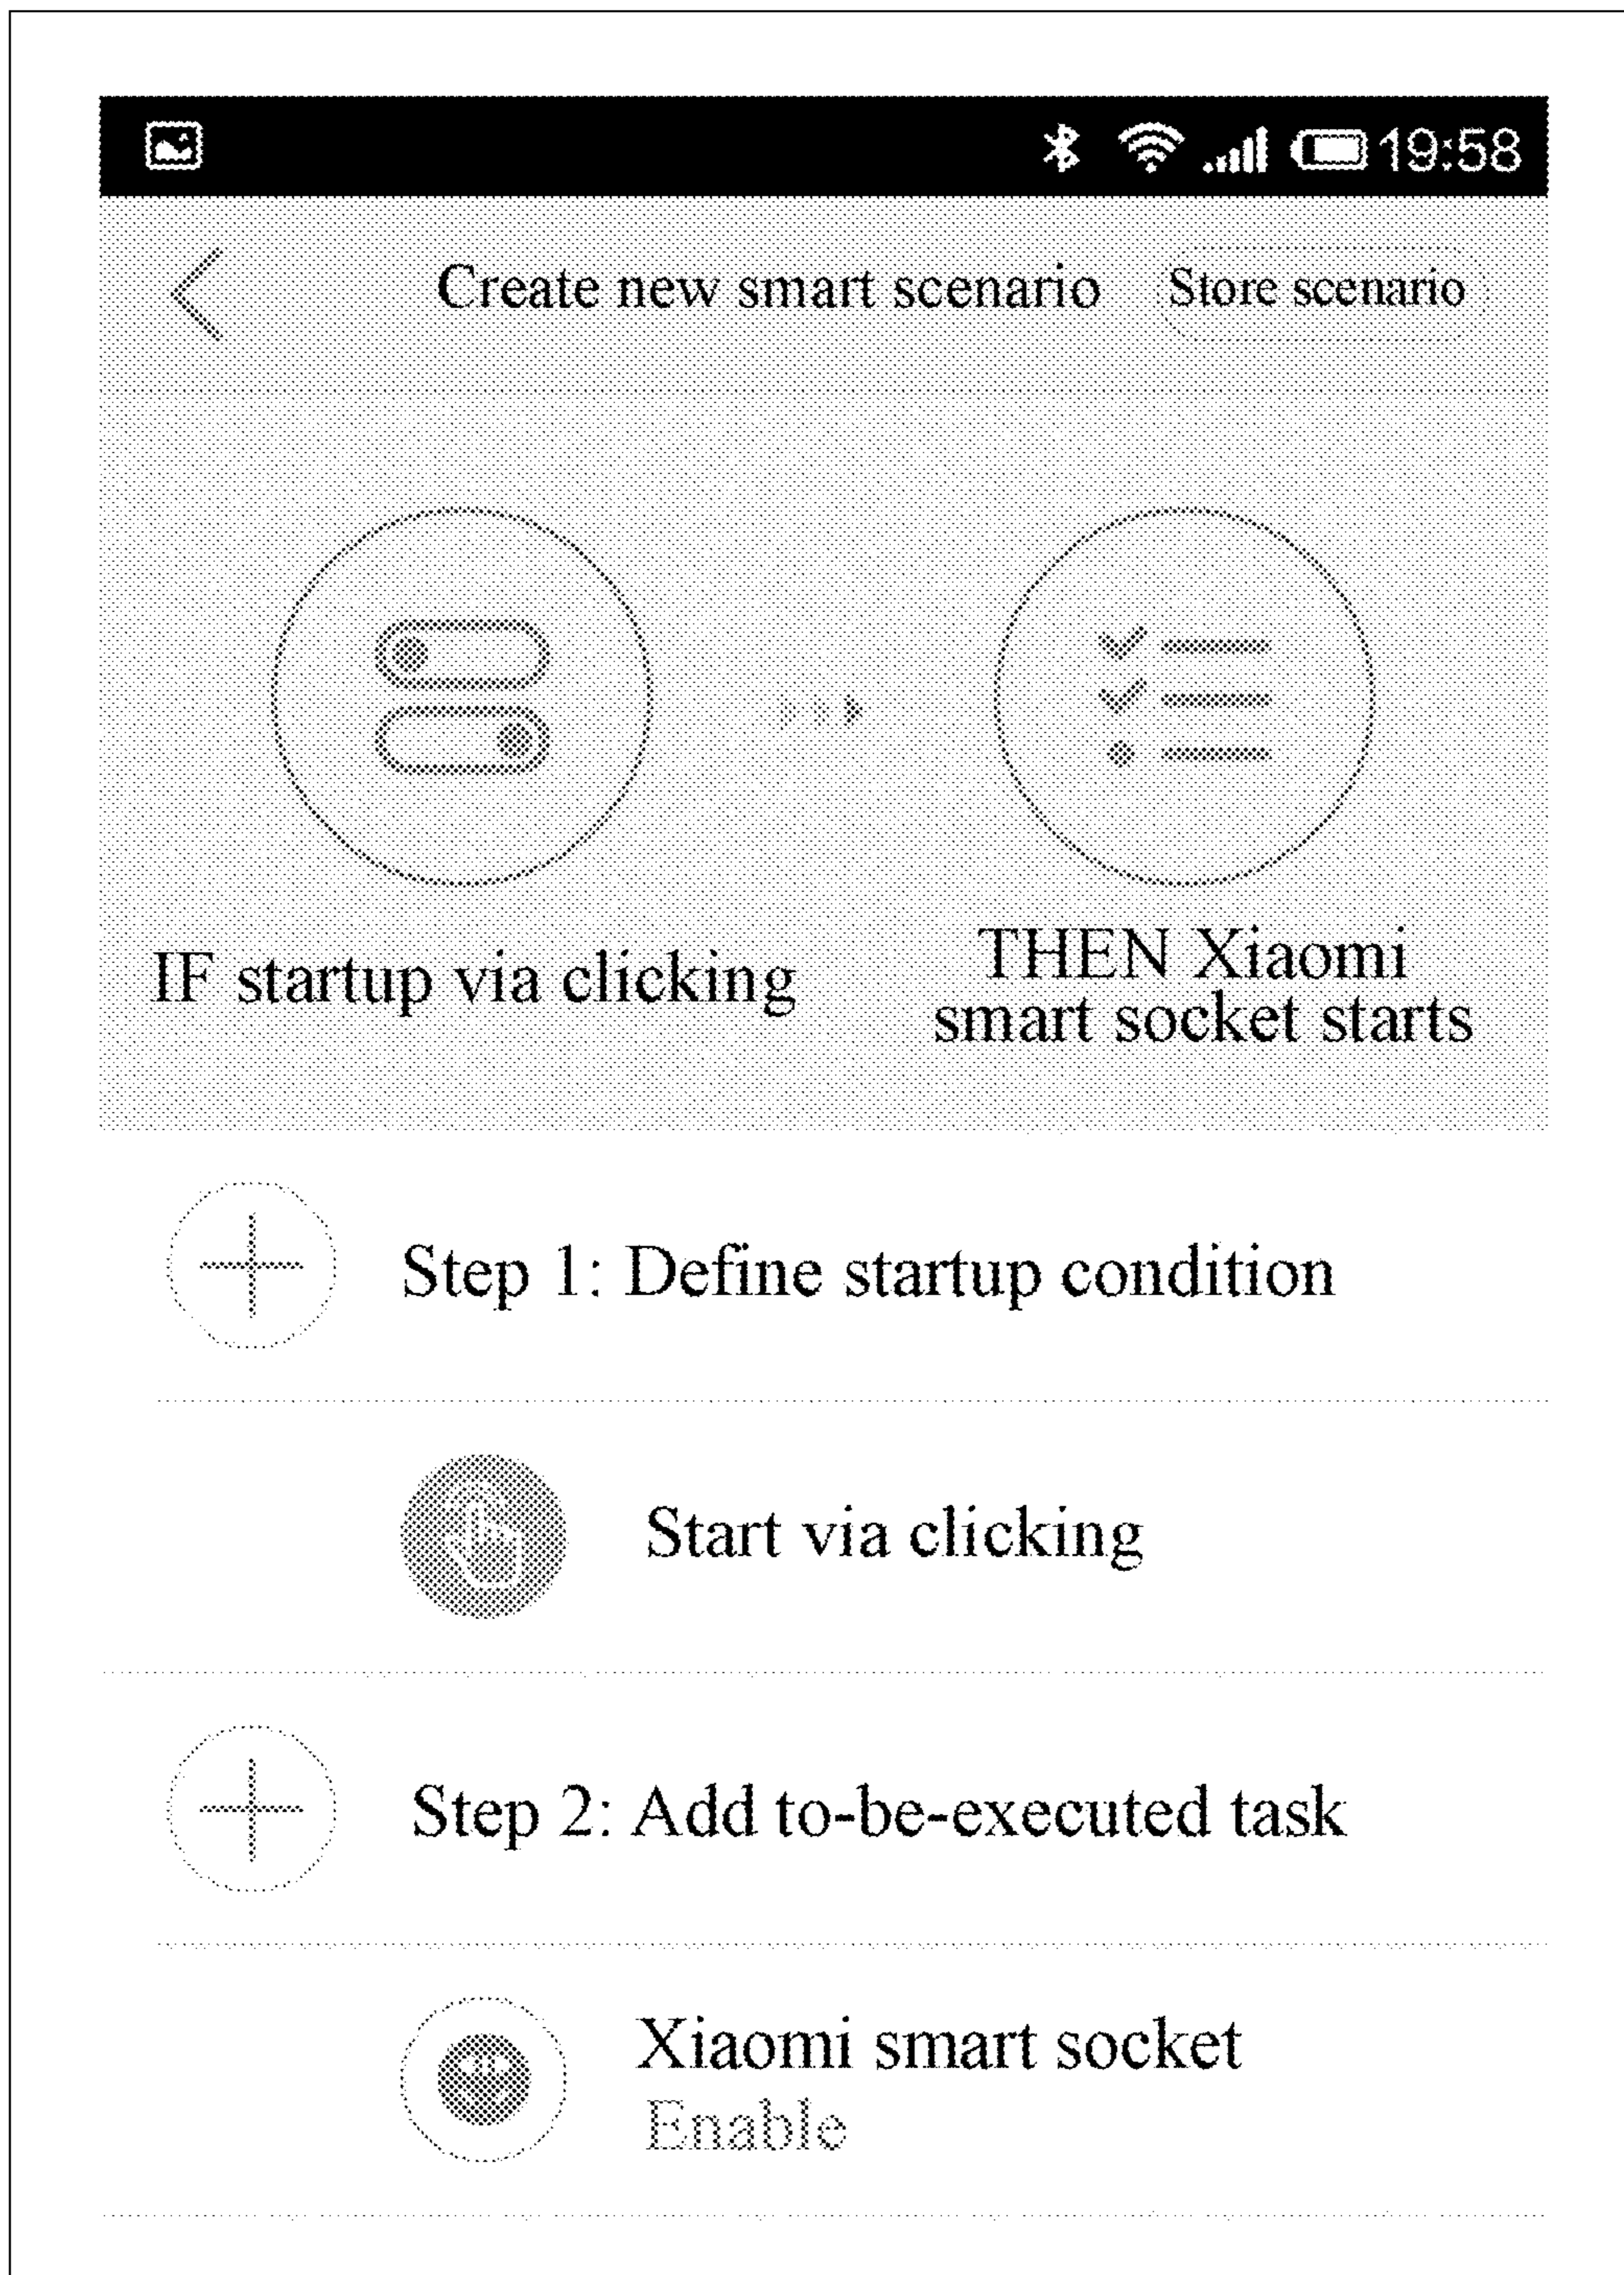 19:58
Create new smart scenario Store scenario
IF startup via clicking
THEN Xiaomi
smart socket starts
Step 1: Define startup condition
Start via clicking
Step 2: Add to-be-executed task
Xiaomi smart socket
Enable